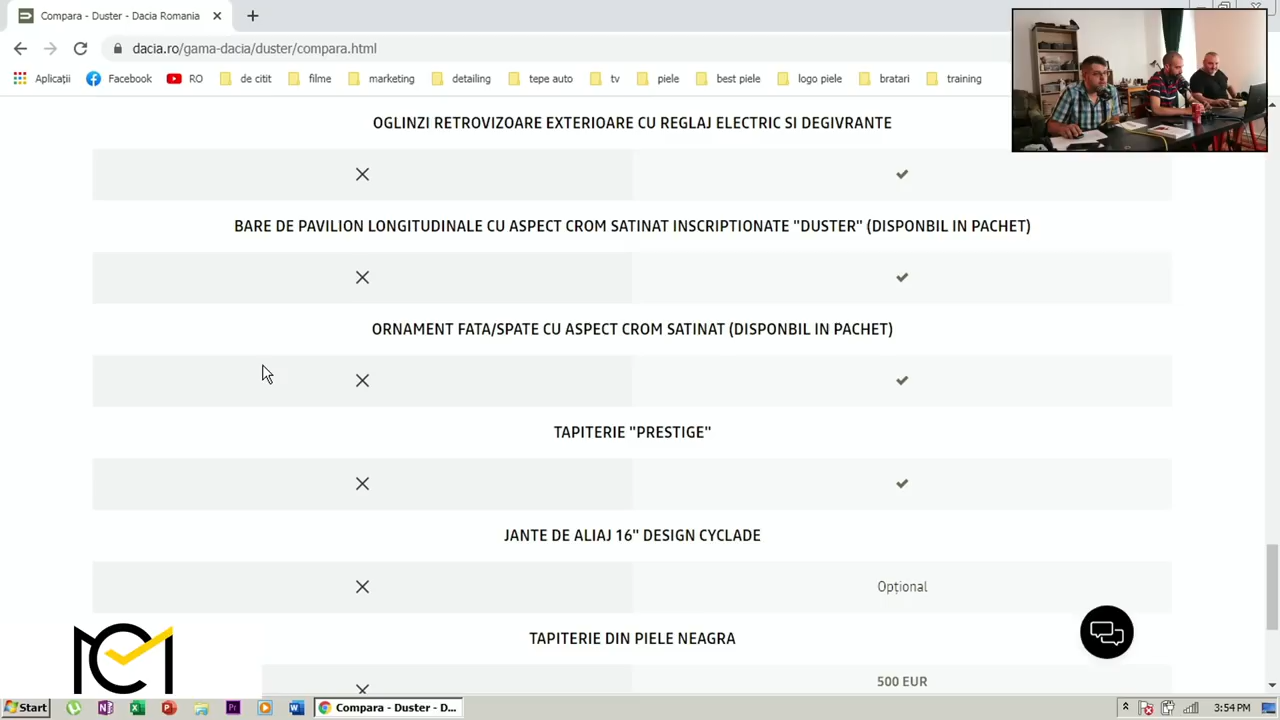 Compara - Duster - Dacia Romania
dacia.ro/gama-dacia/duster/compara.html
Aplicații Facebook RO de citit filme marketing detailing tepe auto tv piele best piele logo piele bratari training
OGLINZI RETROVIZOARE EXTERIOARE CU REGLAJ ELECTRIC SI DEGIVRANTE
BARE DE PAVILION LONGITUDINALE CU ASPECT CROM SATINAT INSCRIPTIONATE "DUSTER" (DISPONBIL IN PACHET)
ORNAMENT FATA/SPATE CU ASPECT CROM SATINAT (DISPONBIL IN PACHET)
TAPITERIE "PRESTIGE"
JANTE DE ALIAJ 16" DESIGN CYCLADE
Opțional
TAPITERIE DIN PIELE NEAGRA
500 EUR
Start Compara - Duster - D... 3:54 PM